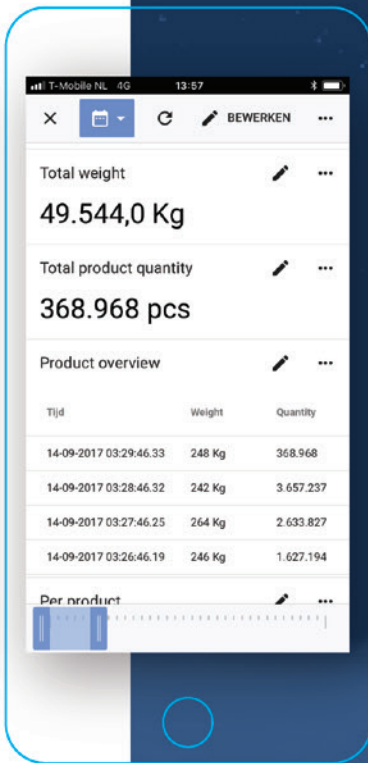 T-Mobile NL 4G 13:57
BEWERKEN
Total weight
49.544,0 Kg
Total product quantity
368.968 pcs
Product overview
Tijd Weight Quantity
14-09-2017 03:29:46.33 248 Kg 368.968
14-09-2017 03:28:46.32 242 Kg 3.657.237
14-09-2017 03:27:46.25 264 Kg 2.633.827
14-09-2017 03:26:46.19 246 Kg 1.627.194
Per product